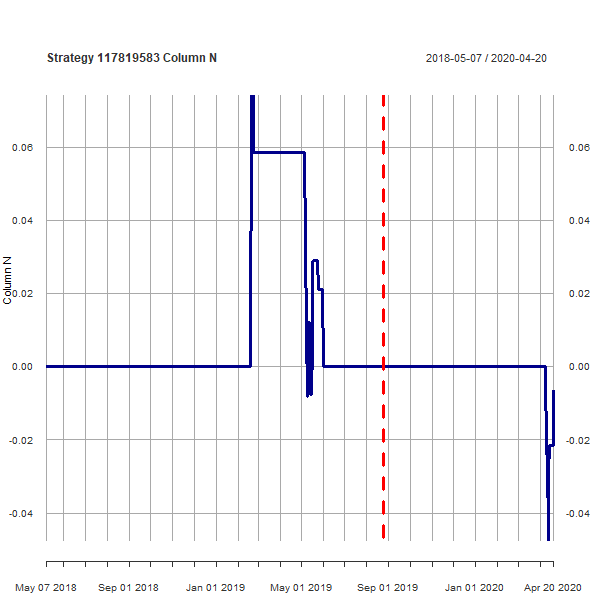 Strategy 117819583 Column N
2018-05-07 / 2020-04-20
Column N
0.06
0.04
0.02
0.00
-0.02
-0.04
0.06
0.04
0.02
0.00
-0.02
-0.04
May 07 2018
Sep 01 2018
Jan 01 2019
May 01 2019
Sep 01 2019
Jan 01 2020
Apr 20 2020